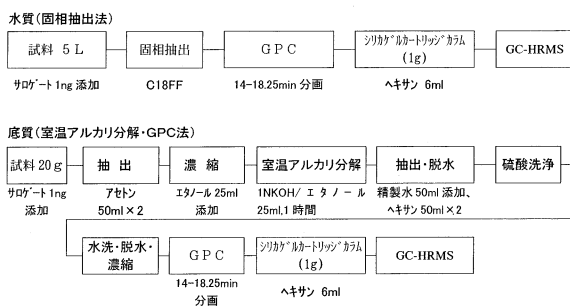 水質(固相抽出法)
試料 5L
固相抽出
GPC
シリカゲルカートリッジカラム
(1g)
GC-HRMS
サロゲート 1ng 添加
C18FF
14-18.25min 分画
ヘキサン 6ml
底質(室温アルカリ分解・GPC法)
試料20g
抽 出
濃 縮
室温アルカリ分解
抽出・脱水
硫酸洗浄
サロゲート 1ng
添加
アセトン
50ml×2
エタノール 25ml
添加
1NKOH/エタノール
25ml,1時間
精製水 50ml 添加、
ヘキサン 50ml×2
水洗・脱水・
濃縮
GPC
シリカゲルカートリッジカラム
(1g)
GC-HRMS
14-18.25min
分画
ヘキサン 6ml